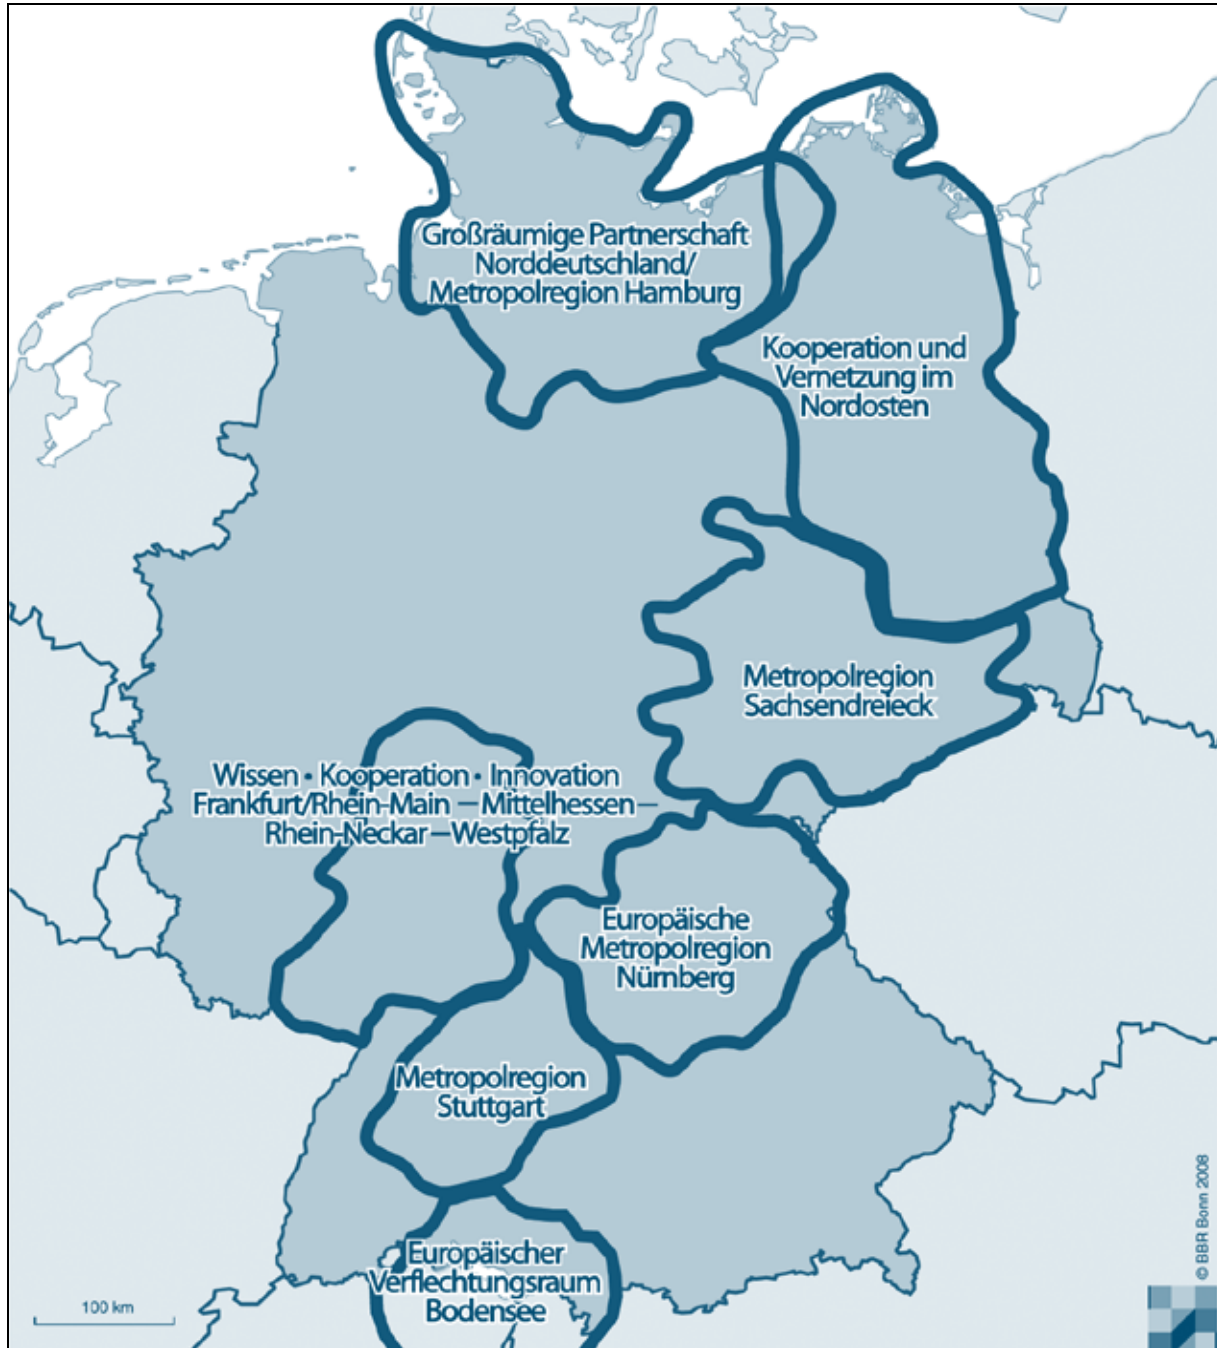 Großräumige Partnerschaft
Norddeutschland/
Metropolregion Hamburg
Kooperation und
Vernetzung im
Nordosten
Metropolregion
Sachsendreieck
Wissen • Kooperation • Innovation
Frankfurt/Rhein-Main — Mittelhessen —
Rhein-Neckar — Westpfalz
Europäische
Metropolregion
Nürnberg
Metropolregion
Stuttgart
Europäischer
Verflechtungsraum
Bodensee
100 km
© BBR Bonn 2008